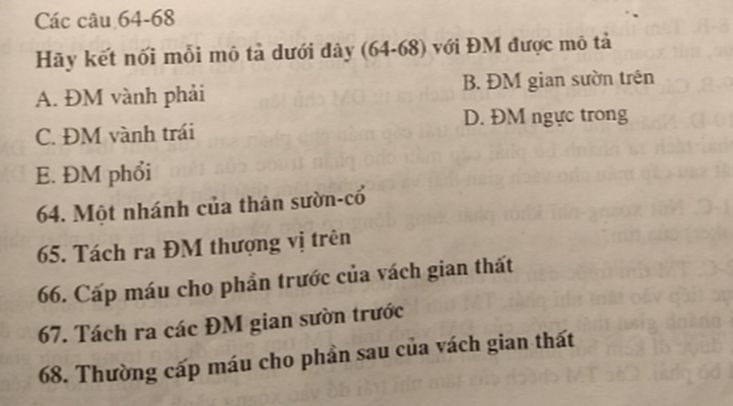 Các câu 64-68
Hãy kết nối mỗi mô tả dưới đây (64-68) với ĐM được mô tả
A. ĐM vành phải
B. ĐM gian sườn trên
C. ĐM vành trái
D. ĐM ngực trong
E. ĐM phổi
64. Một nhánh của thân sườn-cổ
65. Tách ra ĐM thượng vị trên
66. Cấp máu cho phần trước của vách gian thất
67. Tách ra các ĐM gian sườn trước
68. Thường cấp máu cho phần sau của vách gian thất